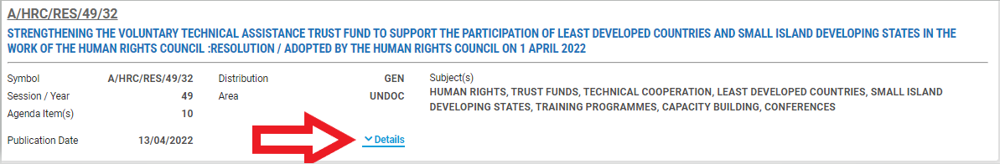 A/HRC/RES/49/32
STRENGTHENING THE VOLUNTARY TECHNICAL ASSISTANCE TRUST FUND TO SUPPORT THE PARTICIPATION OF LEAST DEVELOPED COUNTRIES AND SMALL ISLAND DEVELOPING STATES IN THE
WORK OF THE HUMAN RIGHTS COUNCIL :RESOLUTION / ADOPTED BY THE HUMAN RIGHTS COUNCIL ON 1 APRIL 2022
Symbol A/HRC/RES/49/32
Session / Year 49
Agenda Item(s) 10
Publication Date 13/04/2022
Distribution GEN
Area UNDOC
Details
Subject(s)
HUMAN RIGHTS, TRUST FUNDS, TECHNICAL COOPERATION, LEAST DEVELOPED COUNTRIES, SMALL ISLAND
DEVELOPING STATES, TRAINING PROGRAMMES, CAPACITY BUILDING, CONFERENCES